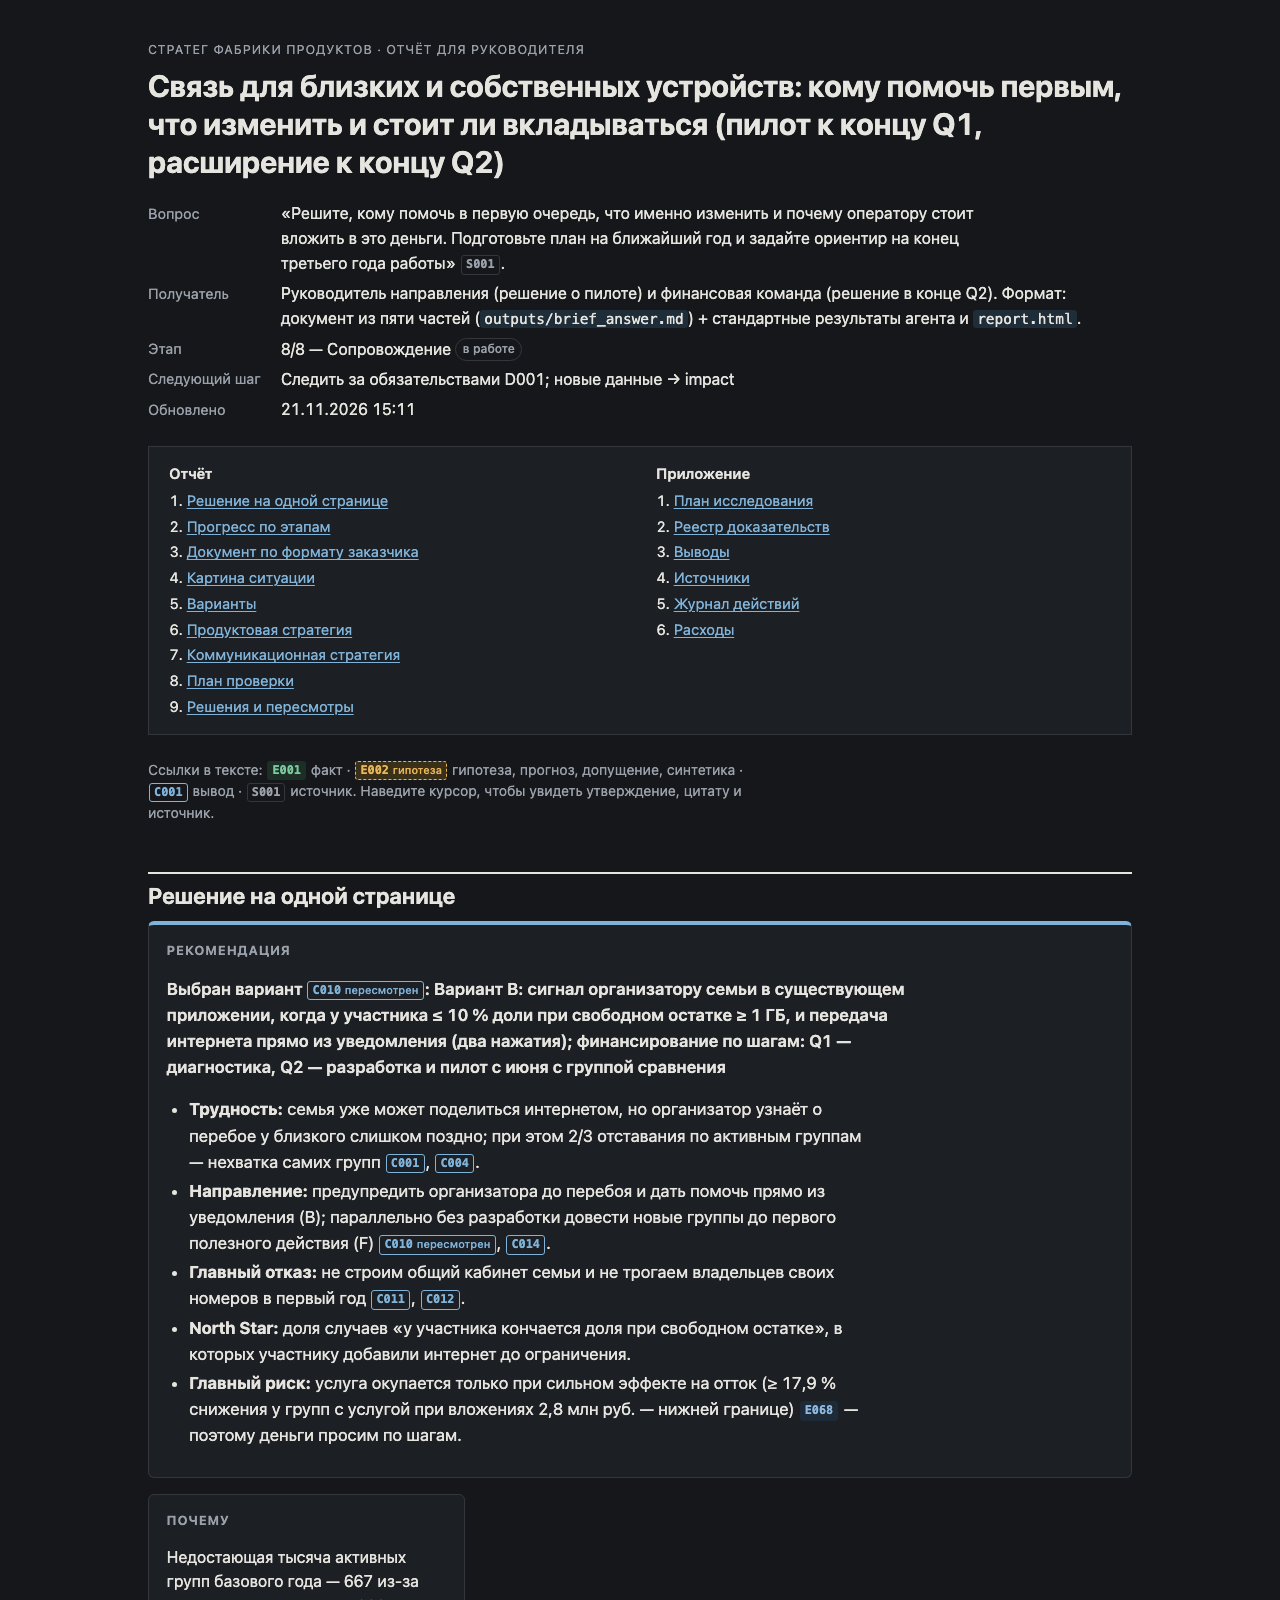 СТРАТЕГ ФАБРИКИ ПРОДУКТОВ · ОТЧЁТ ДЛЯ РУКОВОДИТЕЛЯ
Связь для близких и собственных устройств: кому помочь первым,
что изменить и стоит ли вкладываться (пилот к концу Q1,
расширение к концу Q2)
Вопрос «Решите, кому помочь в первую очередь, что именно изменить и почему оператору стоит
вложить в это деньги. Подготовьте план на ближайший год и задайте ориентир на конец
третьего года работы» S001.
Получатель Руководитель направления (решение о пилоте) и финансовая команда (решение в конце Q2). Формат:
документ из пяти частей (outputs/brief_answer.md) + стандартные результаты агента и report.html.
Этап 8/8 — Сопровождение в работе
Следующий шаг Следить за обязательствами D001; новые данные → impact
Обновлено 21.11.2026 15:11
Отчёт
1. Решение на одной странице
2. Прогресс по этапам
3. Документ по формату заказчика
4. Картина ситуации
5. Варианты
6. Продуктовая стратегия
7. Коммуникационная стратегия
8. План проверки
9. Решения и пересмотры
Приложение
1. План исследования
2. Реестр доказательств
3. Выводы
4. Источники
5. Журнал действий
6. Расходы
Ссылки в тексте: E001 факт · E002 гипотеза гипотеза, прогноз, допущение, синтетика ·
C001 вывод · S001 источник. Наведите курсор, чтобы увидеть утверждение, цитату и
источник.
Решение на одной странице
РЕКОМЕНДАЦИЯ
Выбран вариант C010 пересмотрен: Вариант B: сигнал организатору семьи в существующем
приложении, когда у участника ≤ 10 % доли при свободном остатке ≥ 1 ГБ, и передача
интернета прямо из уведомления (два нажатия); финансирование по шагам: Q1 —
диагностика, Q2 — разработка и пилот с июня с группой сравнения
• Трудность: семья уже может поделиться интернетом, но организатор узнаёт о
перебое у близкого слишком поздно; при этом 2/3 отставания по активным группам
— нехватка самих групп C001, C004.
• Направление: предупредить организатора до перебоя и дать помочь прямо из
уведомления (B); параллельно без разработки довести новые группы до первого
полезного действия (F) C010 пересмотрен, C014.
• Главный отказ: не строим общий кабинет семьи и не трогаем владельцев своих
номеров в первый год C011, C012.
• North Star: доля случаев «у участника кончается доля при свободном остатке», в
которых участнику добавили интернет до ограничения.
• Главный риск: услуга окупается только при сильном эффекте на отток (≥ 17,9 %
снижения у групп с услугой при вложениях 2,8 млн руб. — нижней границе) E068 —
поэтому деньги просим по шагам.
ПОЧЕМУ
Недостающая тысяча активных
групп базового года — 667 из-за